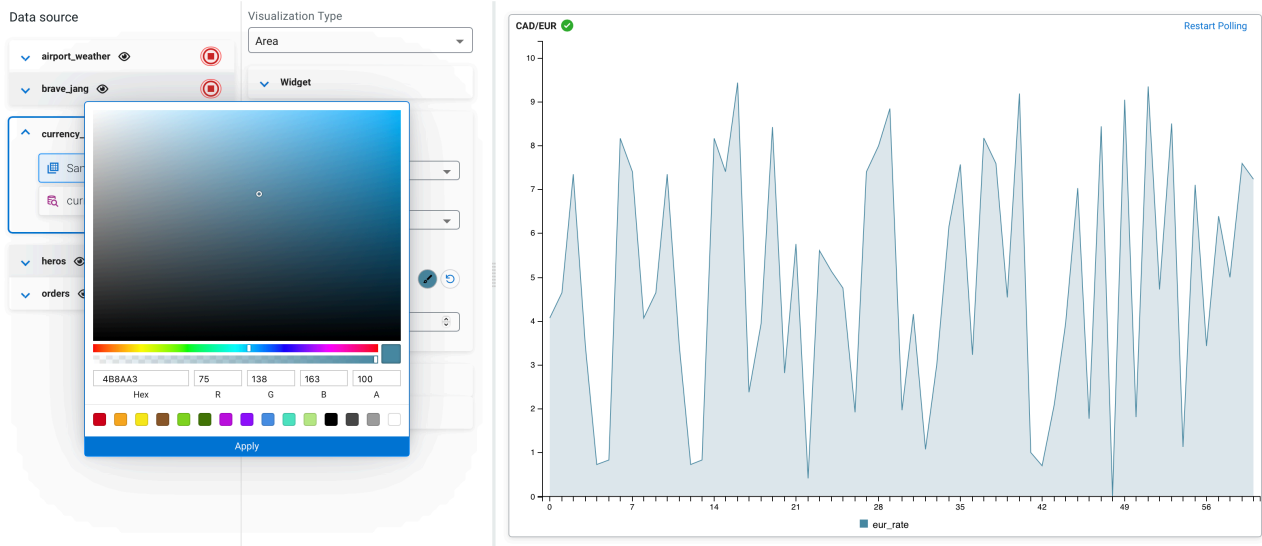 Data source
airport_weather
brave_jang
currency_
San
curr
heros
orders
Visualization Type
Area
Widget
4B8AA3 75 138 163 100
Hex R G B A
Apply
CAD/EUR
Restart Polling
10
9
8
7
6
5
4
3
2
1
0
0 7 14 21 28 35 42 49 56
eur_rate